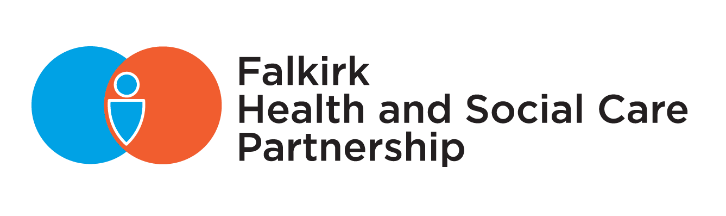 Falkirk
Health and Social Care
Partnership